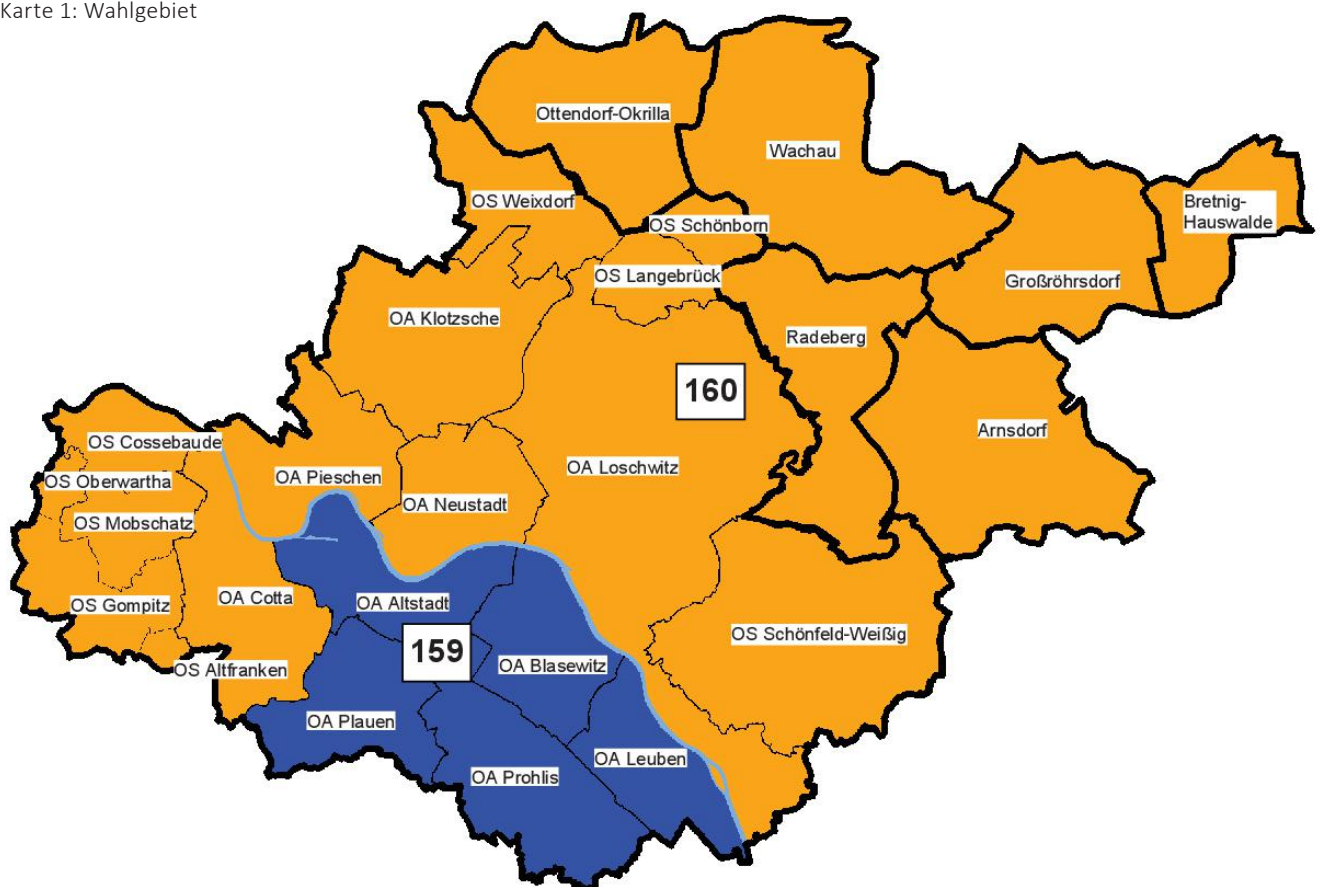 Karte 1: Wahlgebiet
Ottendorf-Okrilla
Wachau
OS Weixdorf
Bretnig-
Hauswalde
OS Schönborn
OS Langebrück
Großröhrsdorf
OA Klotzsche
Radeberg
160
Arnsdorf
OS Cossebaude
OA Loschwitz
OS Oberwartha
OA Pieschen
OA Neustadt
OS Mobschatz
OS Gompitz
OA Cotta
OA Altstadt
OS Schönfeld-Weißig
159
OS Altfranken
OA Blasewitz
OA Plauen
OA Leuben
OA Prohlis